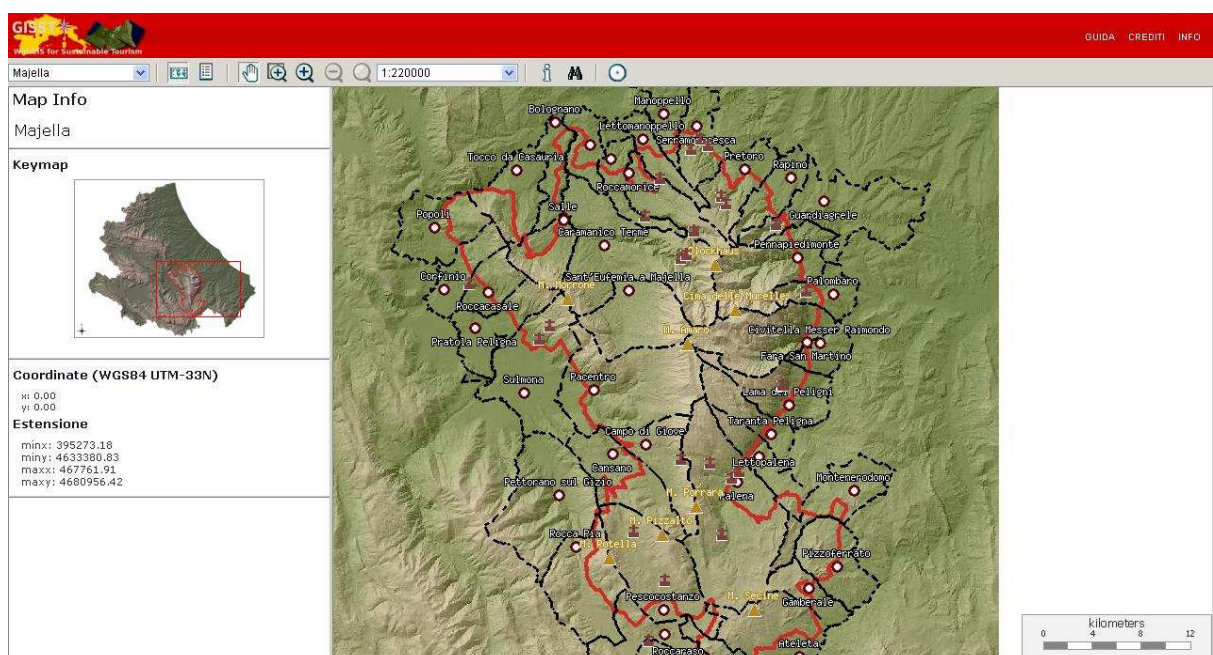 GISST
WebGIS for Sustainable Tourism
GUIDA CREDITI INFO
Majella
1:220000
Map Info
Majella
Keymap
Coordinate (WGS84 UTM-33N)
x: 0.00
y: 0.00
Estensione
minx: 395273.18
miny: 4633380.83
maxx: 467761.91
maxy: 4680956.42
Manoppello
Bolognano
Lettomanoppello
Serramonacesca
Tocco da Casauria
Pretoro
Rapino
Roccamorice
Salle
Popoli
Guardiagrele
Caramanico Terme
Pennapiedimonte
Blockhaus
Corfinio
Sant'Eufemia a Majella
M. Morrone
Palombaro
Cima delle Murelle
Roccacasale
M. Amaro
Civitella Messer Raimondo
Pratola Peligna
Fara San Martino
Sulmona
Pacentro
Lama dei Peligni
Taranta Peligna
Campo di Giove
Lettopalena
Cansano
Montenerodomo
Pettorano sul Gizio
Palena
M. Porrara
M. Pizzalto
Rocca Pia
M. Rotella
Pizzoferrato
Pescocostanzo
M. Secine
Gamberale
Ateleta
Roccaraso
kilometers
0 4 8 12